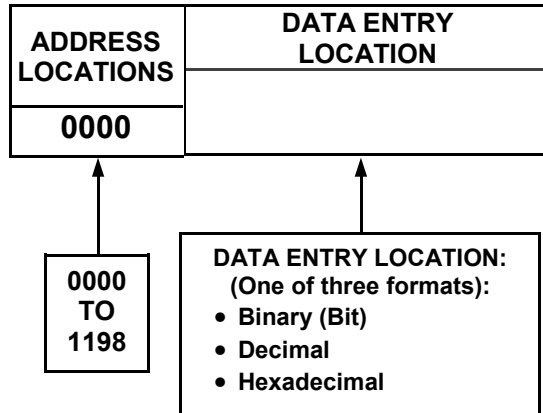 ADDRESS
LOCATIONS
DATA ENTRY
LOCATION
0000
0000
TO
1198
DATA ENTRY LOCATION:
(One of three formats):
• Binary (Bit)
• Decimal
• Hexadecimal